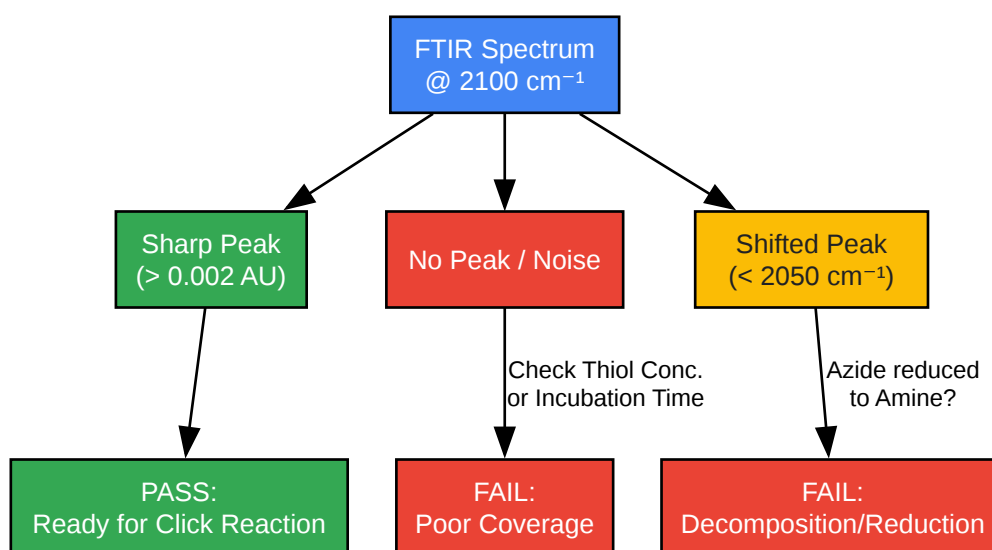 FTIR Spectrum
@ 2100 cm⁻¹
Sharp Peak
(> 0.002 AU)
No Peak / Noise
Shifted Peak
(< 2050 cm⁻¹)
Check Thiol Conc.
or Incubation Time
Azide reduced
to Amine?
PASS:
Ready for Click Reaction
FAIL:
Poor Coverage
FAIL:
Decomposition/Reduction